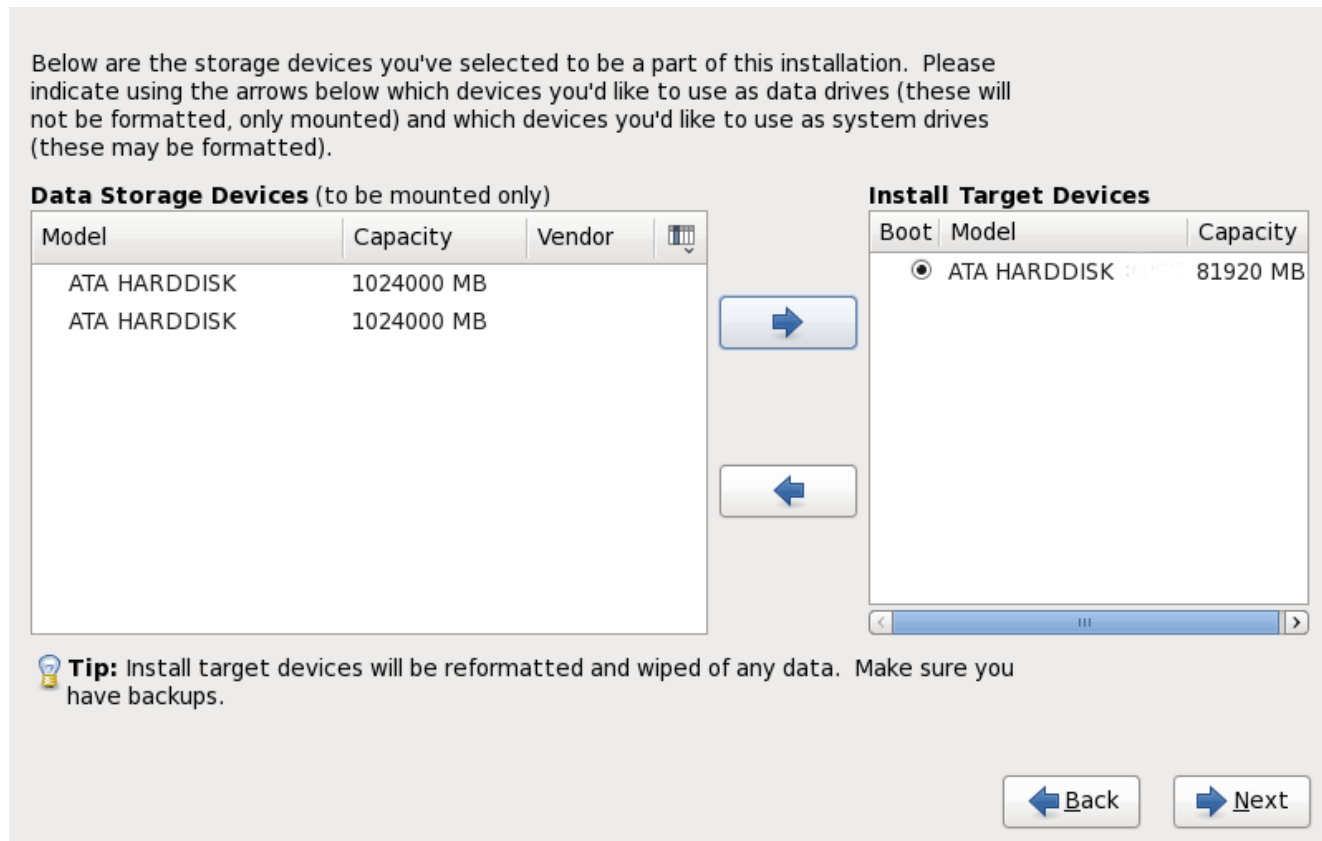 Below are the storage devices you've selected to be a part of this installation.  Please
indicate using the arrows below which devices you'd like to use as data drives (these will
not be formatted, only mounted) and which devices you'd like to use as system drives
(these may be formatted).
Data Storage Devices (to be mounted only)
Model Capacity Vendor
ATA HARDDISK 1024000 MB
ATA HARDDISK 1024000 MB
Install Target Devices
Boot Model Capacity
ATA HARDDISK 81920 MB
Tip: Install target devices will be reformatted and wiped of any data.  Make sure you
have backups.
Back Next